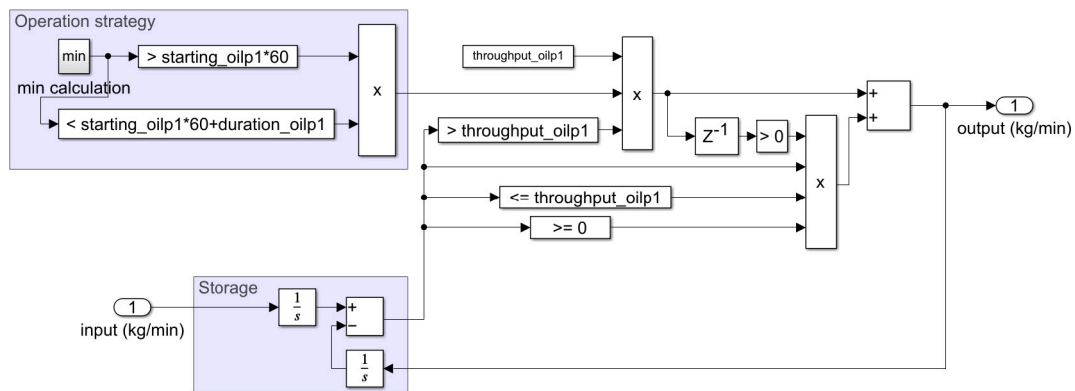 Operation strategy
min
> starting_oilp1*60
min calculation
< starting_oilp1*60+duration_oilp1
x
throughput_oilp1
> throughput_oilp1
x
Z-1
> 0
<= throughput_oilp1
>= 0
x
+
+
1
output (kg/min)
Storage
1
input (kg/min)
1
s
+
−
1
s